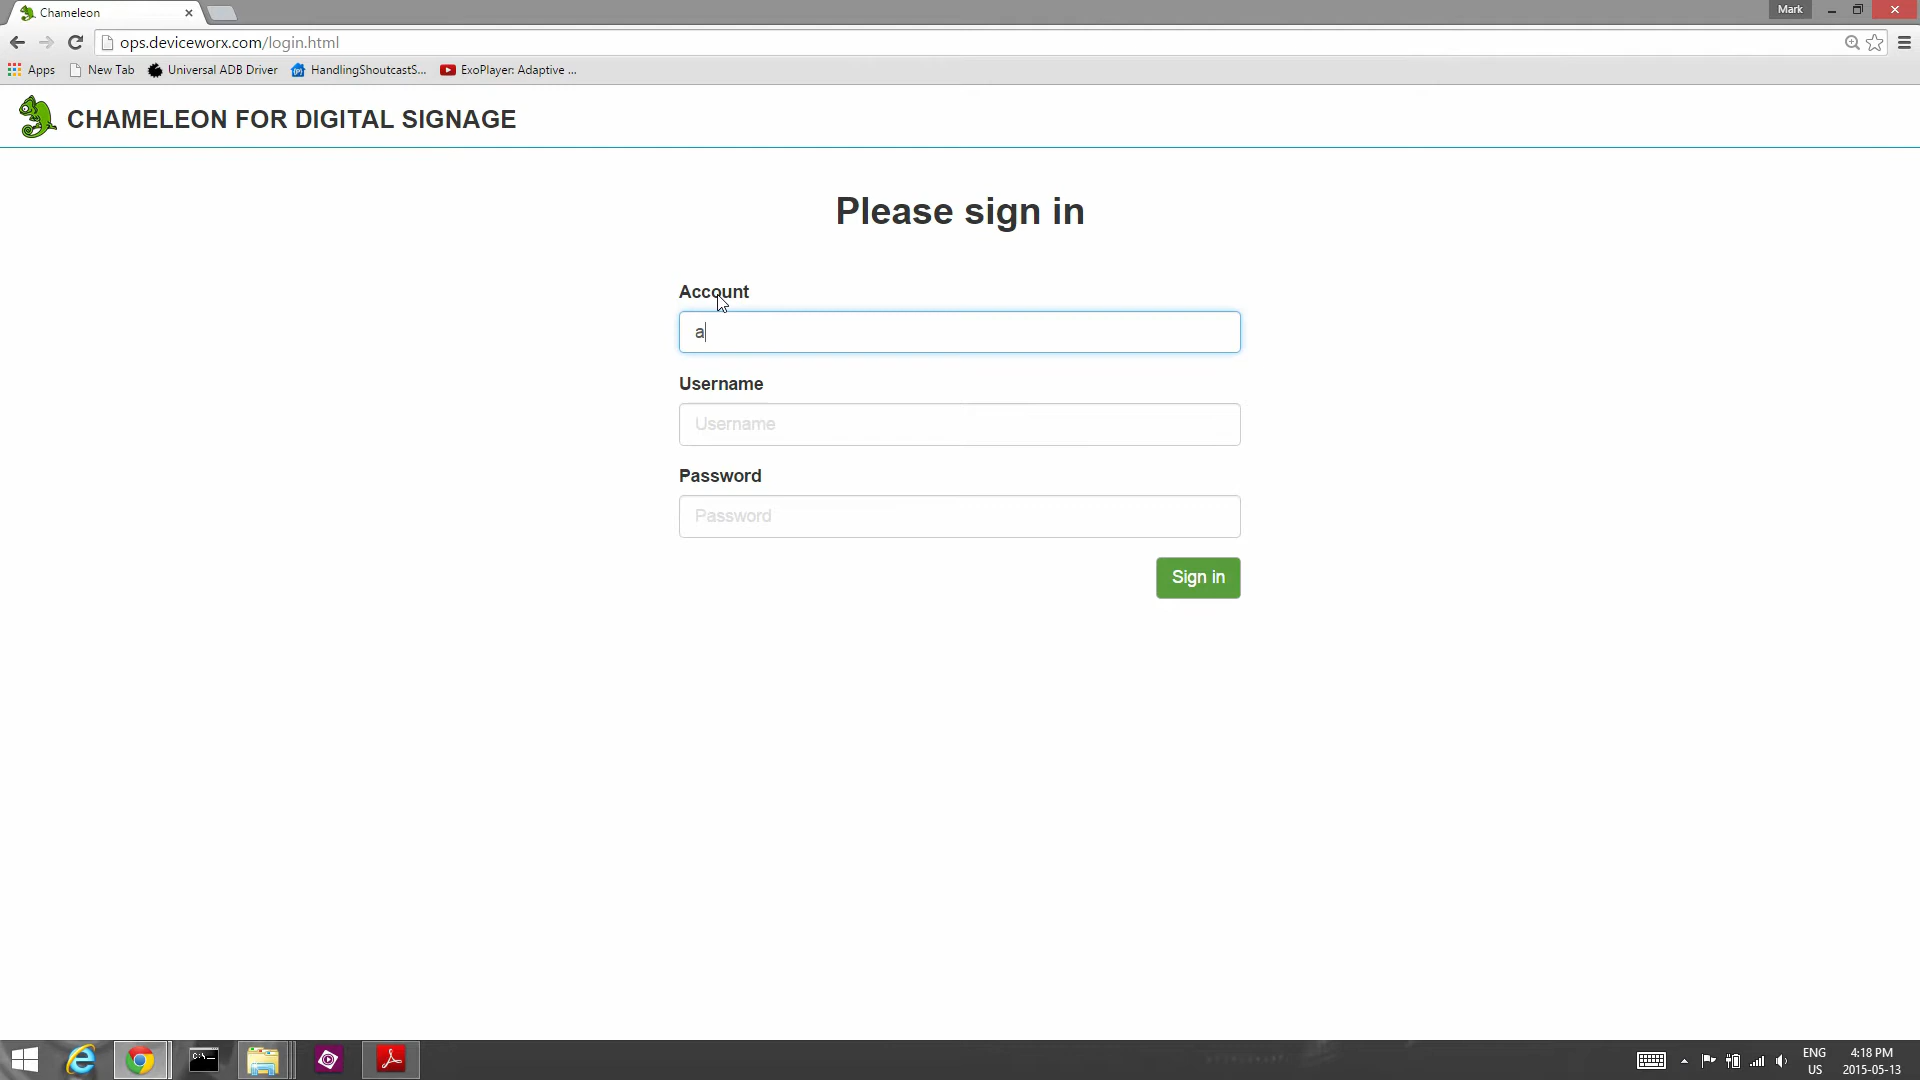 Chameleon
Mark
ops.deviceworx.com/login.html
Apps New Tab Universal ADB Driver HandlingShoutcastS... ExoPlayer: Adaptive ...
CHAMELEON FOR DIGITAL SIGNAGE
Please sign in
Account
a
Username
Username
Password
Password
Sign in
ENG 4:18 PM
US 2015-05-13